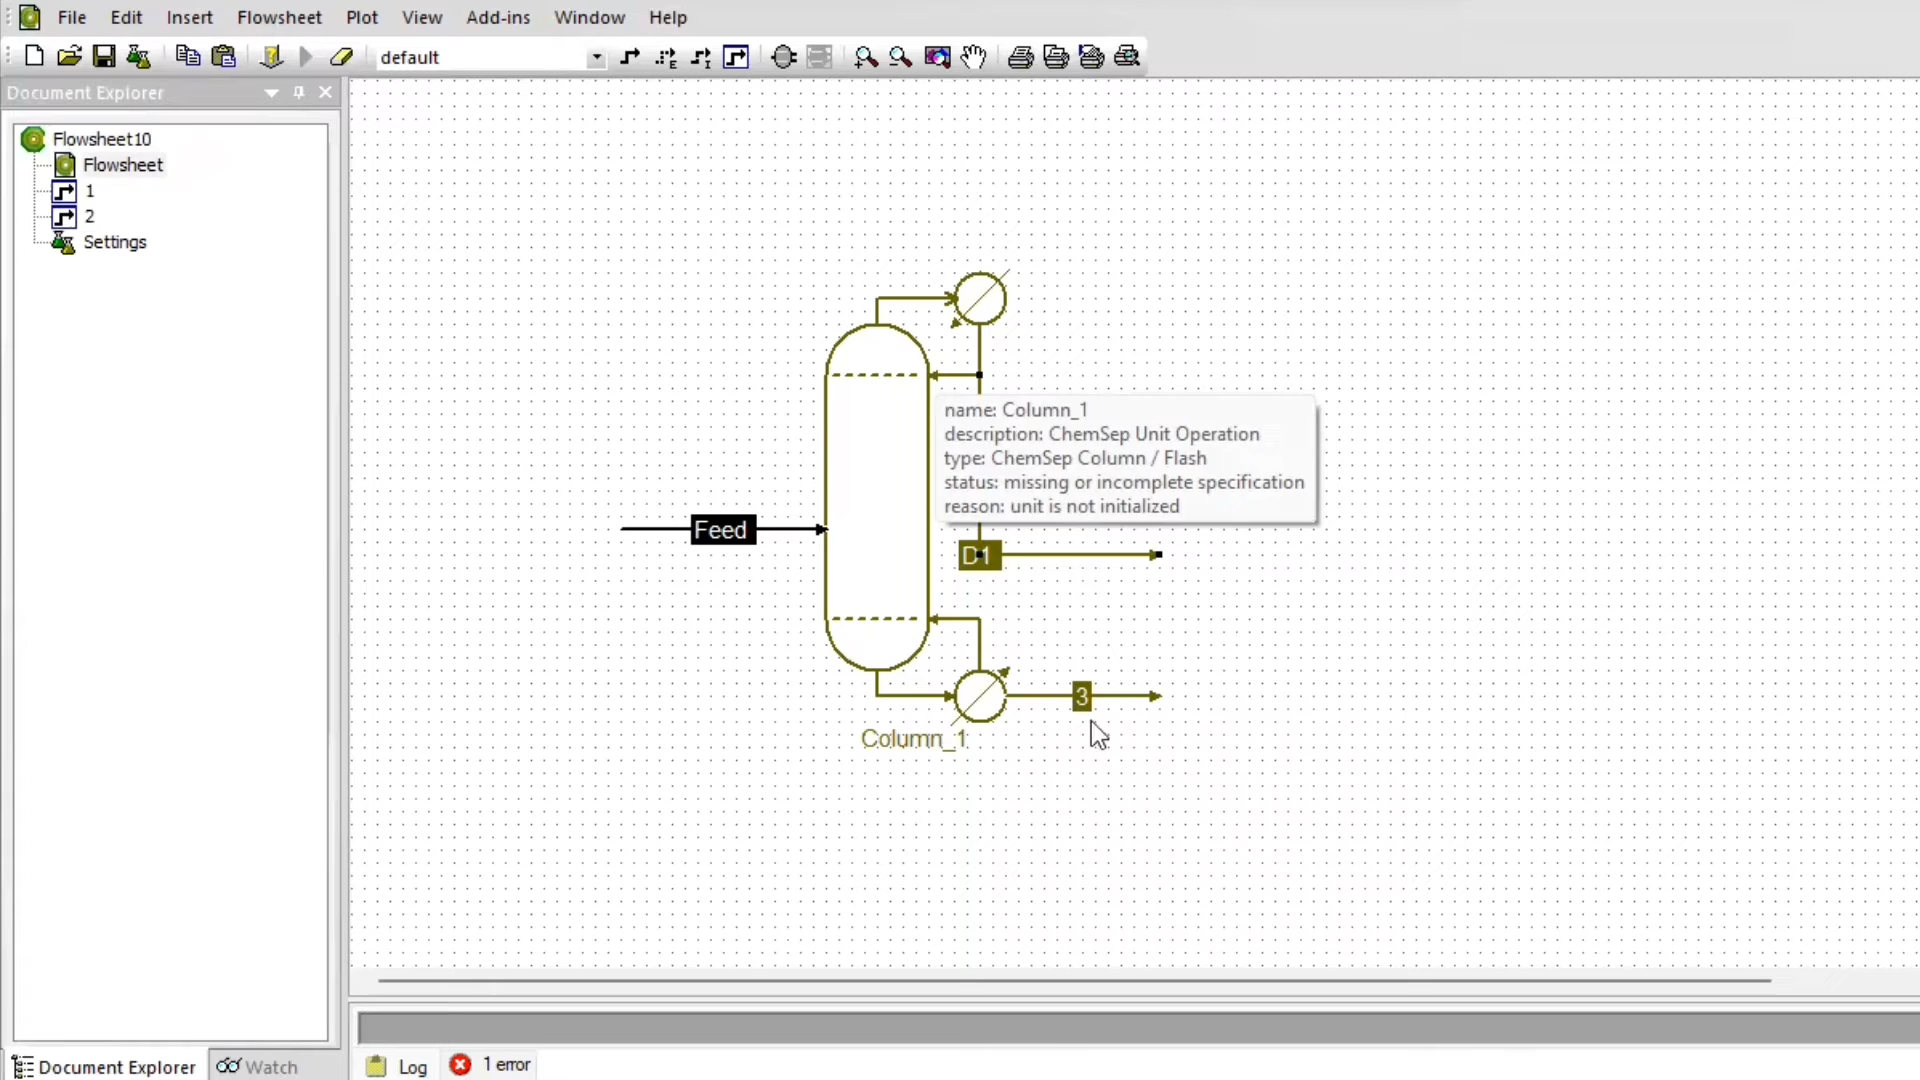 File Edit Insert Flowsheet Plot View Add-ins Window Help
default
Document Explorer
Flowsheet10
Flowsheet
1
2
Settings
name: Column_1
description: ChemSep Unit Operation
type: ChemSep Column / Flash
status: missing or incomplete specification
reason: unit is not initialized
Feed
D1
3
Column_1
Document Explorer Watch
Log 1 error